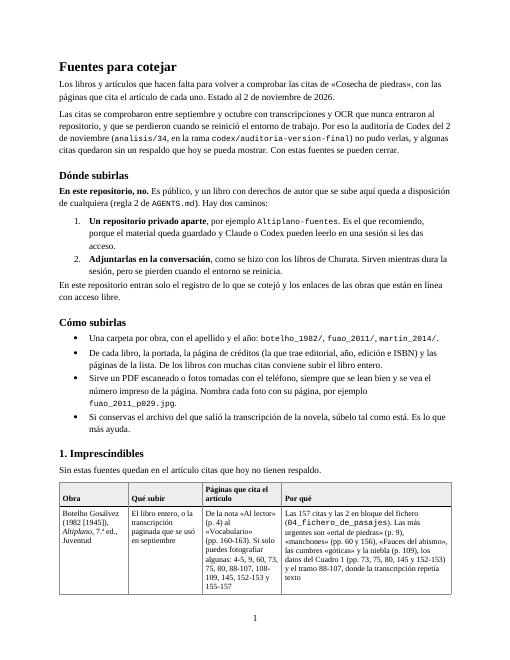 Fuentes para cotejar
Los libros y artículos que hacen falta para volver a comprobar las citas de «Cosecha de piedras», con las
páginas que cita el artículo de cada uno. Estado al 2 de noviembre de 2026.
Las citas se comprobaron entre septiembre y octubre con transcripciones y OCR que nunca entraron al
repositorio, y que se perdieron cuando se reinició el entorno de trabajo. Por eso la auditoría de Codex del 2
de noviembre (analisis/34, en la rama codex/auditoria-version-final) no pudo verlas, y algunas
citas quedaron sin un respaldo que hoy se pueda mostrar. Con estas fuentes se pueden cerrar.
Dónde subirlas
En este repositorio, no. Es público, y un libro con derechos de autor que se sube aquí queda a disposición
de cualquiera (regla 2 de AGENTS.md). Hay dos caminos:
1. Un repositorio privado aparte, por ejemplo Altiplano-fuentes. Es el que recomiendo,
porque el material queda guardado y Claude o Codex pueden leerlo en una sesión si les das
acceso.
2. Adjuntarlas en la conversación, como se hizo con los libros de Churata. Sirven mientras dura la
sesión, pero se pierden cuando el entorno se reinicia.
En este repositorio entran solo el registro de lo que se cotejó y los enlaces de las obras que están en línea
con acceso libre.
Cómo subirlas
• Una carpeta por obra, con el apellido y el año: botelho_1982/, fuao_2011/, martin_2014/.
• De cada libro, la portada, la página de créditos (la que trae editorial, año, edición e ISBN) y las
páginas de la lista. De los libros con muchas citas conviene subir el libro entero.
• Sirve un PDF escaneado o fotos tomadas con el teléfono, siempre que se lean bien y se vea el
número impreso de la página. Nombra cada foto con su página, por ejemplo
fuao_2011_p029.jpg.
• Si conservas el archivo del que salió la transcripción de la novela, súbelo tal como está. Es lo que
más ayuda.
1. Imprescindibles
Sin estas fuentes quedan en el artículo citas que hoy no tienen respaldo.
Obra
Qué subir
Páginas que cita el
artículo
Por qué
Botelho Gosálvez
(1982 [1945]),
Altiplano, 7.ª ed.,
Juventud
El libro entero, o la
transcripción
paginada que se usó
en septiembre
De la nota «Al lector»
(p. 4) al
«Vocabulario»
(pp. 160-163). Si solo
puedes fotografiar
algunas: 4-5, 9, 60, 73,
75, 80, 88-107, 108-
109, 145, 152-153 y
155-157
Las 157 citas y las 2 en bloque del fichero
(04_fichero_de_pasajes). Las más
urgentes son «erial de piedras» (p. 9),
«manchones» (pp. 60 y 156), «Fauces del abismo»,
las cumbres «góticas» y la niebla (p. 109), los
datos del Cuadro 1 (pp. 73, 75, 80, 145 y 152-153)
y el tramo 88-107, donde la transcripción repetía
texto
1